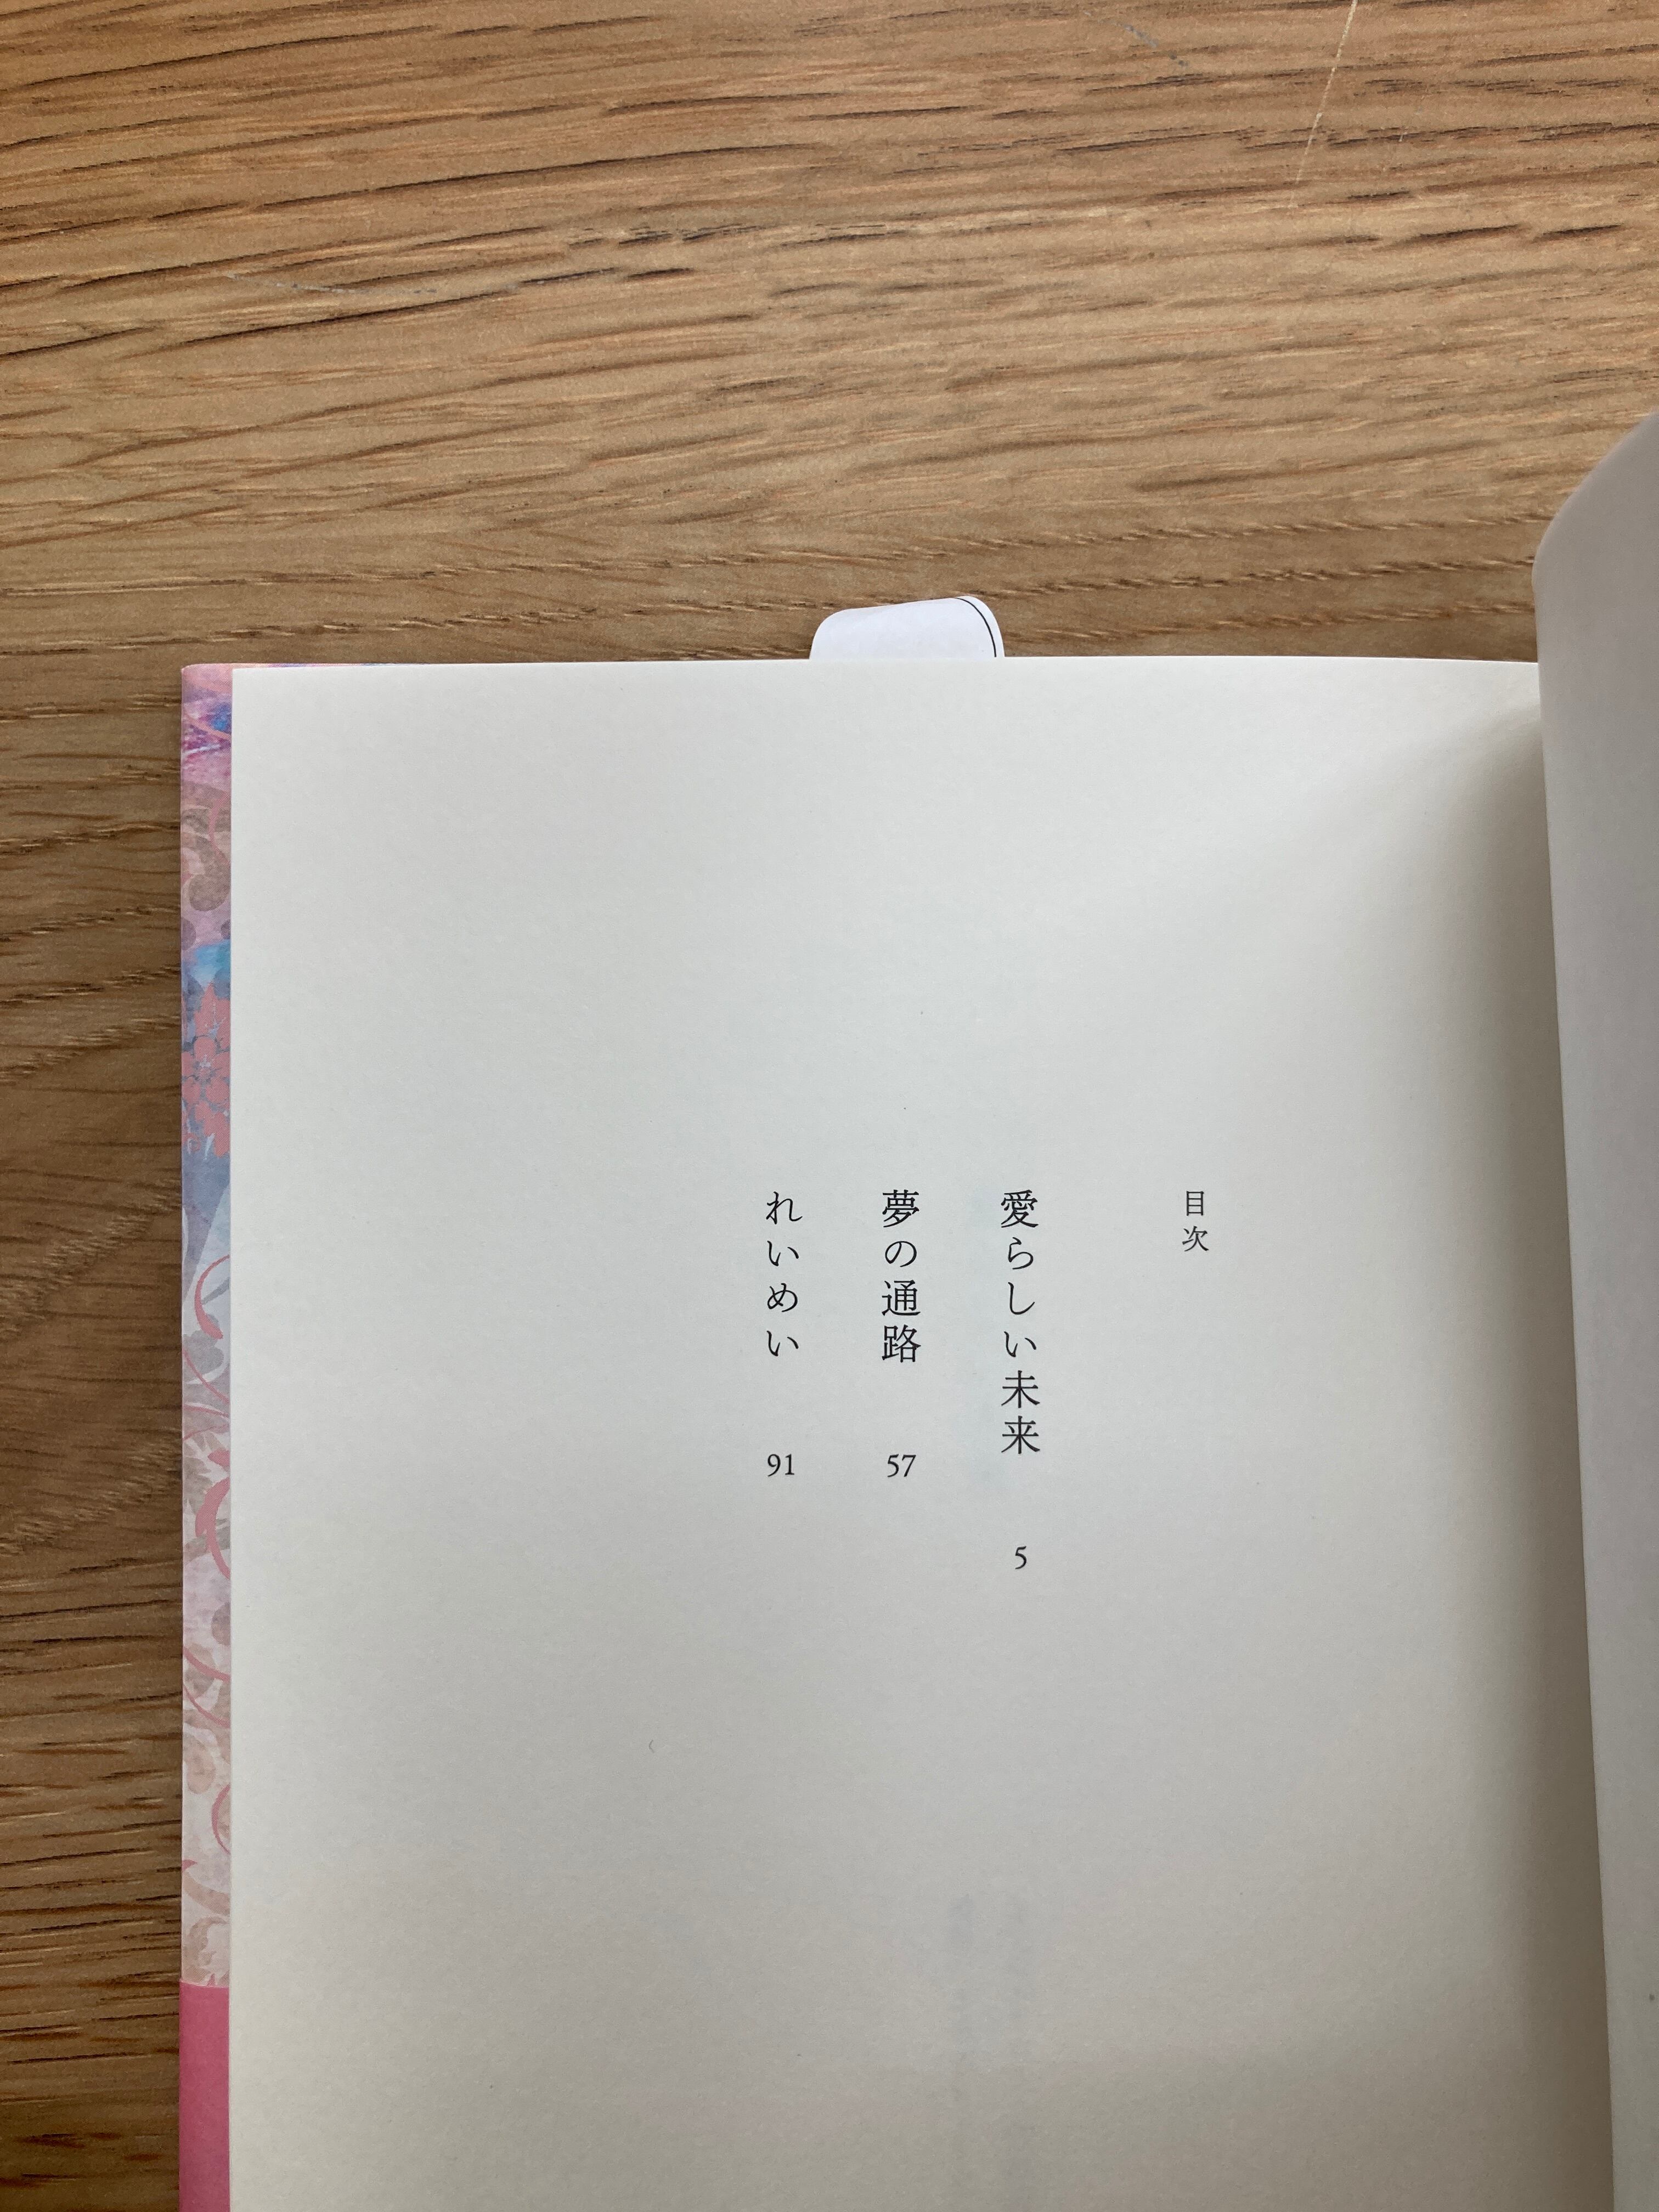 目次
愛らしい未来 5
夢の通路 57
れいめい 91